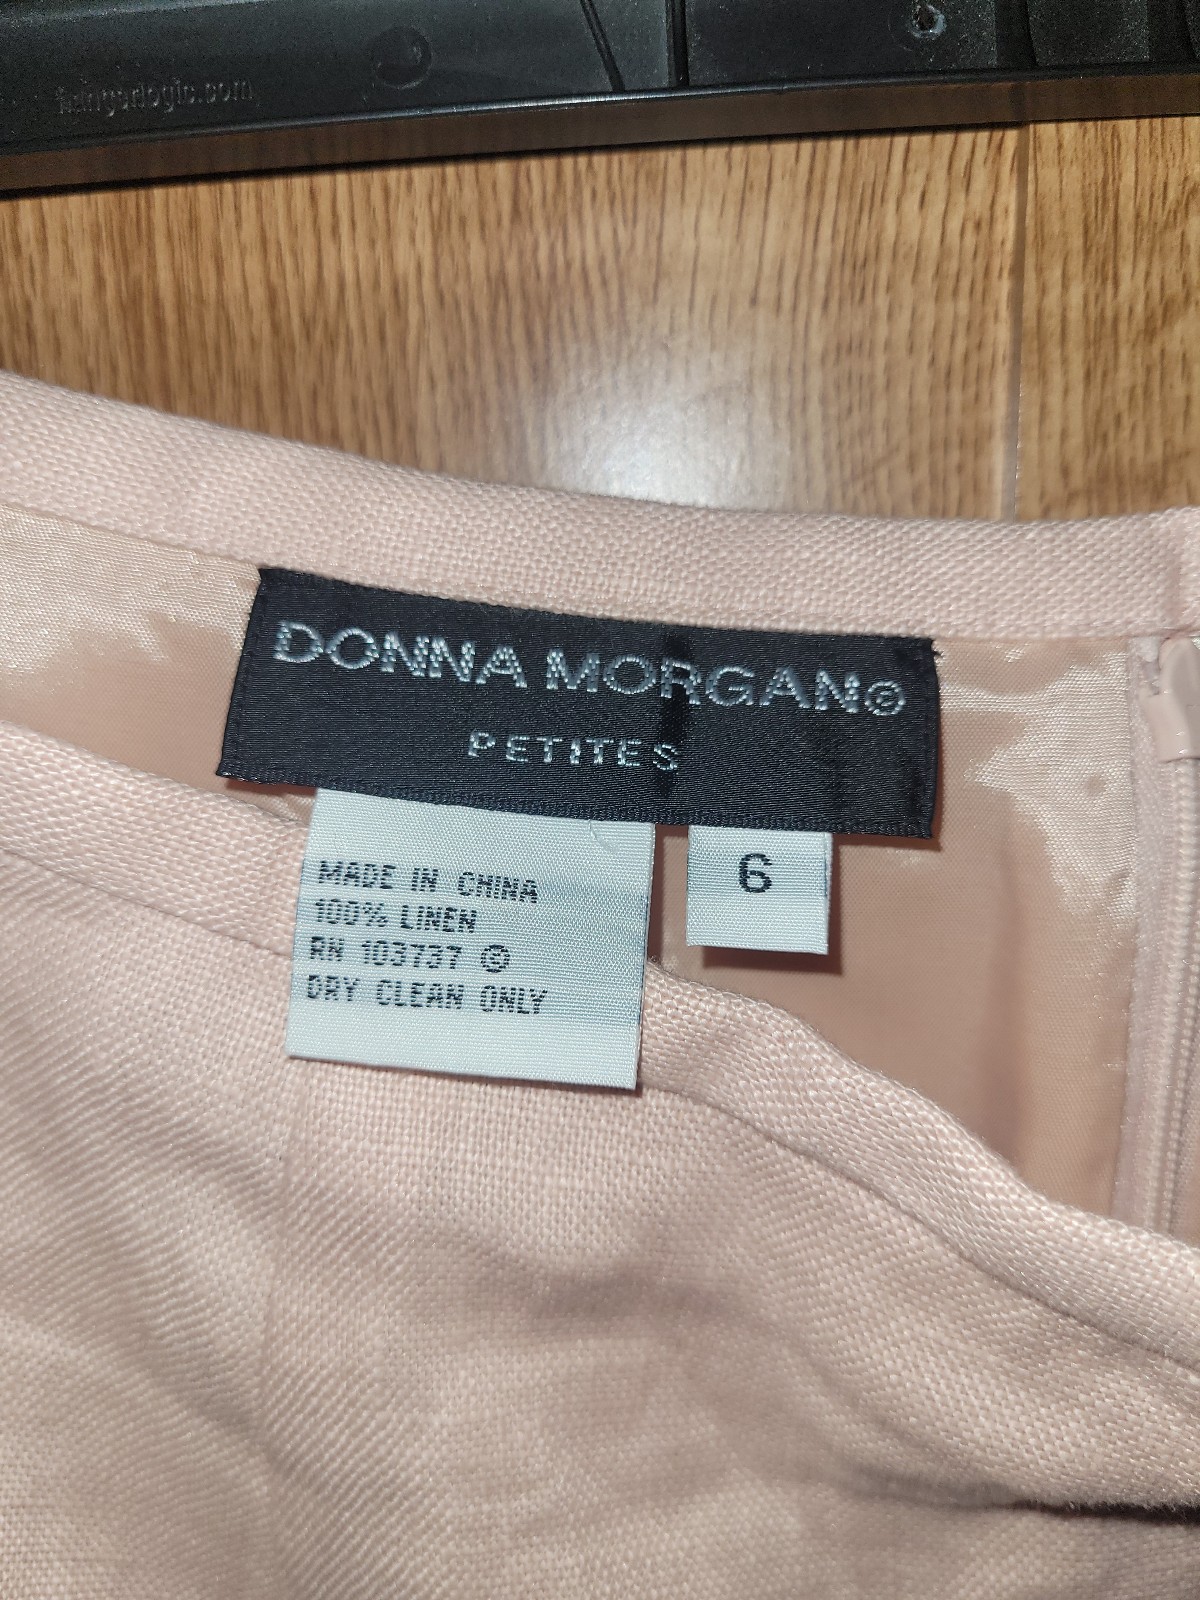 DONNA MORGAN©
PETITES
6
MADE IN CHINA
100% LINEN
RN 103737 ©
DRY CLEAN ONLY